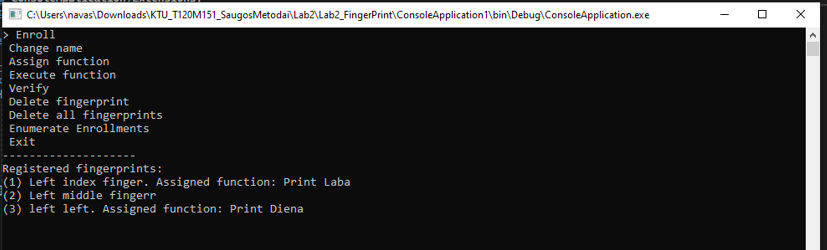 C:\Users\navas\Downloads\KTU_T120M151_SaugosMetodai\Lab2\Lab2_FingerPrint\ConsoleApplication1\bin\Debug\ConsoleApplication.exe
> Enroll
Change name
Assign function
Execute function
Verify
Delete fingerprint
Delete all fingerprints
Enumerate Enrollments
Exit
--------------------
Registered fingerprints:
(1) Left index finger. Assigned function: Print Laba
(2) Left middle fingerr
(3) left left. Assigned function: Print Diena